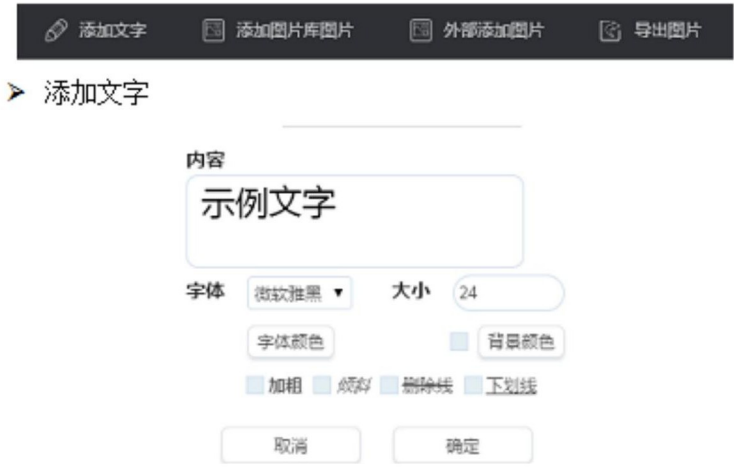 添加文字 添加图片库图片 外部添加图片 导出图片
➢ 添加文字
内容
示例文字
字体 微软雅黑 ▼ 大小 24
字体颜色 背景颜色
加粗 倾斜 删除线 下划线
取消 确定